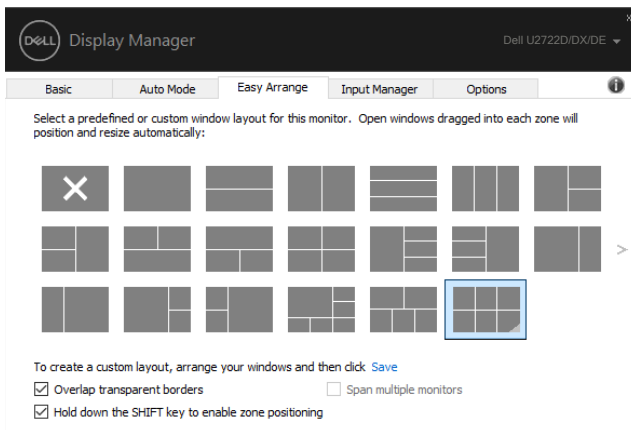 DELL Display Manager
Dell U2722D/DX/DE
Basic Auto Mode Easy Arrange Input Manager Options
Select a predefined or custom window layout for this monitor. Open windows dragged into each zone will
position and resize automatically:
To create a custom layout, arrange your windows and then click Save
Overlap transparent borders
Span multiple monitors
Hold down the SHIFT key to enable zone positioning